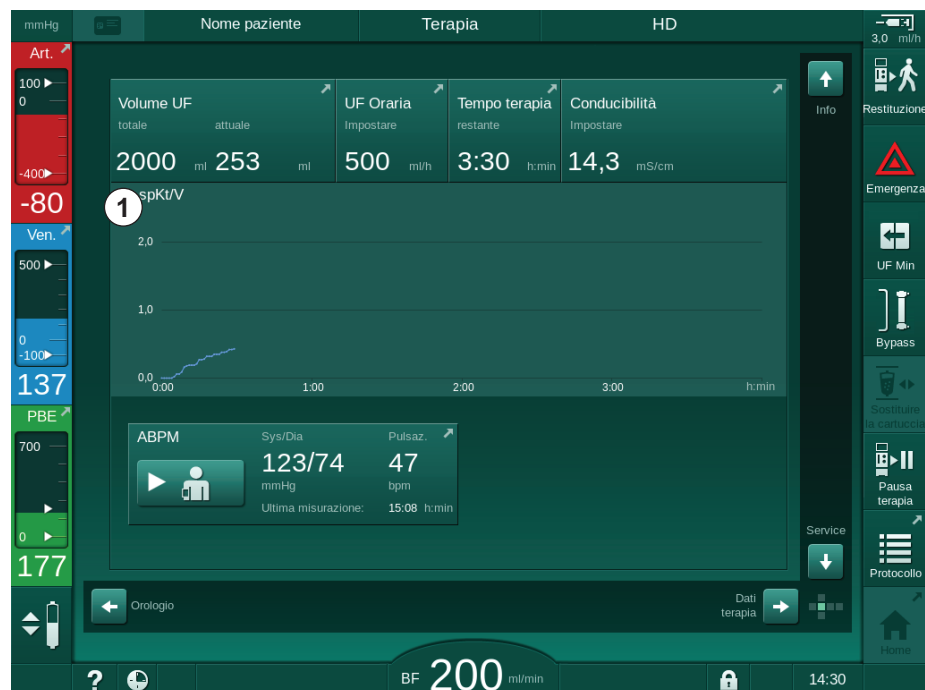 mmHg
Nome paziente
Terapia
HD
3,0 ml/h
Art.
100
0
-400
-80
Ven.
500
0
-100
137
PBE
700
0
177
Volume UF
totale
attuale
2000 ml 253 ml
UF Oraria
Impostare
500 ml/h
Tempo terapia
restante
3:30 h:min
Conducibilità
Impostare
14,3 mS/cm
1
spKt/V
2,0
1,0
0,0
0:00 1:00 2:00 3:00 h:min
ABPM
Sys/Dia
Pulsaz.
123/74
47
mmHg
bpm
Ultima misurazione: 15:08 h:min
Info
Service
Orologio
Dati
terapia
Restituzione
Emergenza
UF Min
Bypass
Sostituire
la cartuccia
Pausa
terapia
Protocollo
Home
?
BF 200 ml/min
14:30